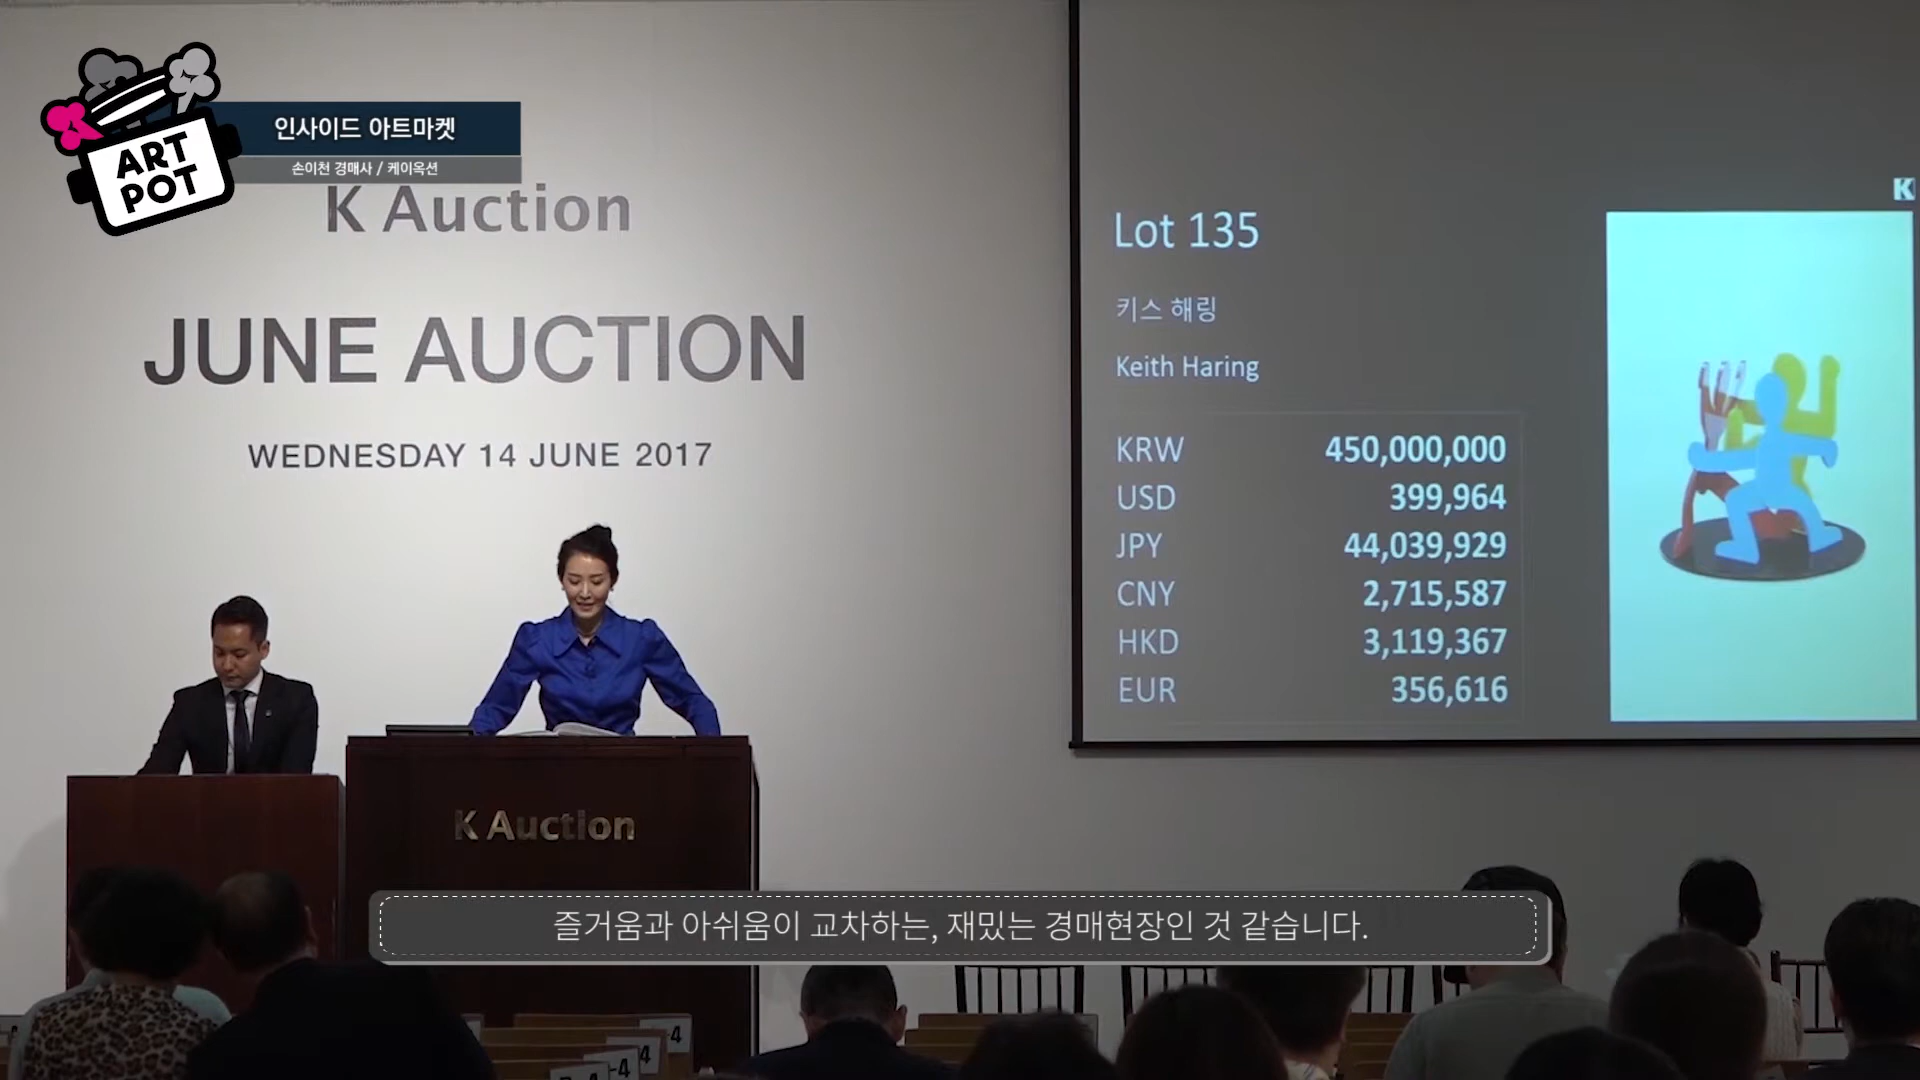 ART
POT
인사이드 아트마켓
손이천 경매사 / 케이옥션
K Auction
JUNE AUCTION
WEDNESDAY 14 JUNE 2017
K
Lot 135
키스 해링
Keith Haring
KRW 450,000,000
USD 399,964
JPY 44,039,929
CNY 2,715,587
HKD 3,119,367
EUR 356,616
K Auction
즐거움과 아쉬움이 교차하는, 재밌는 경매현장인 것 같습니다.